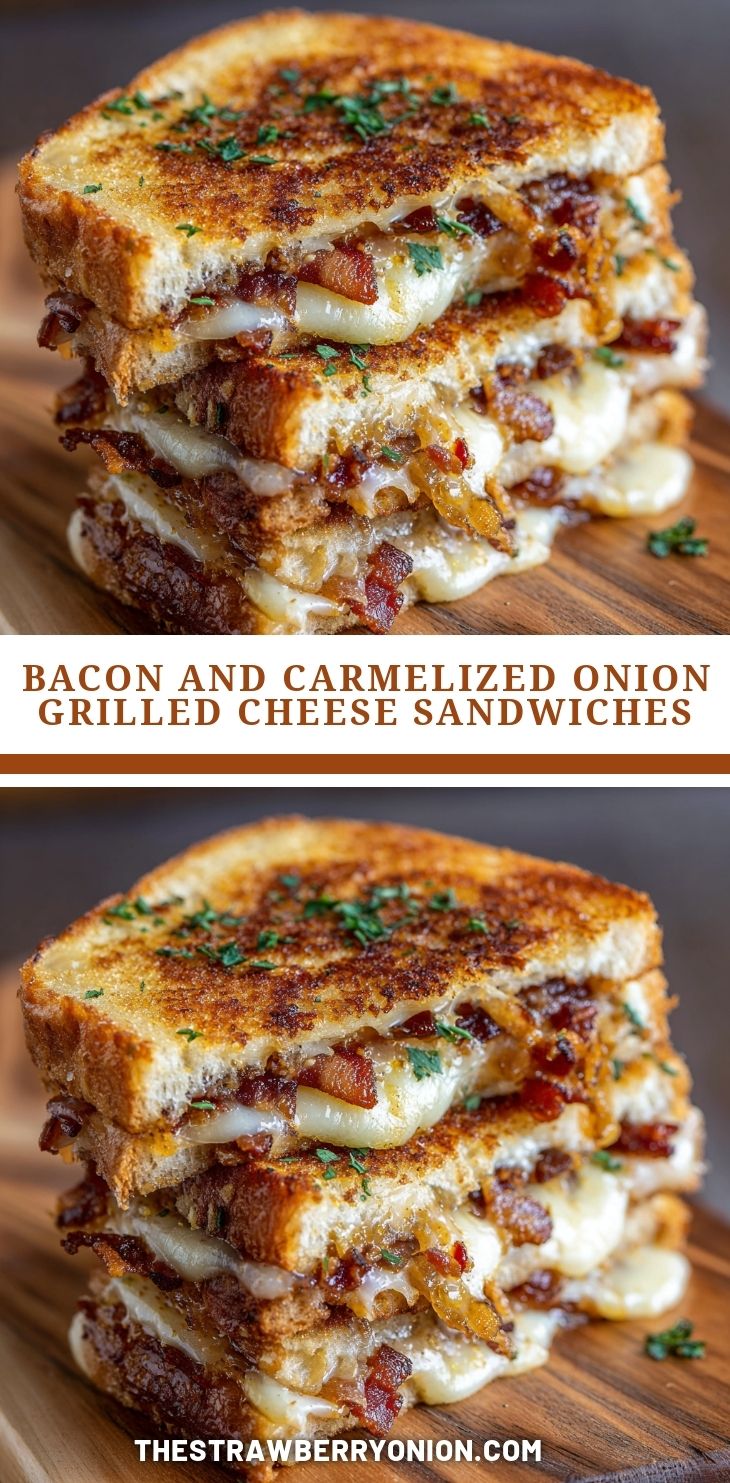 BACON AND CARMELIZED ONION
GRILLED CHEESE SANDWICHES
THESTRAWBERRYONION.COM